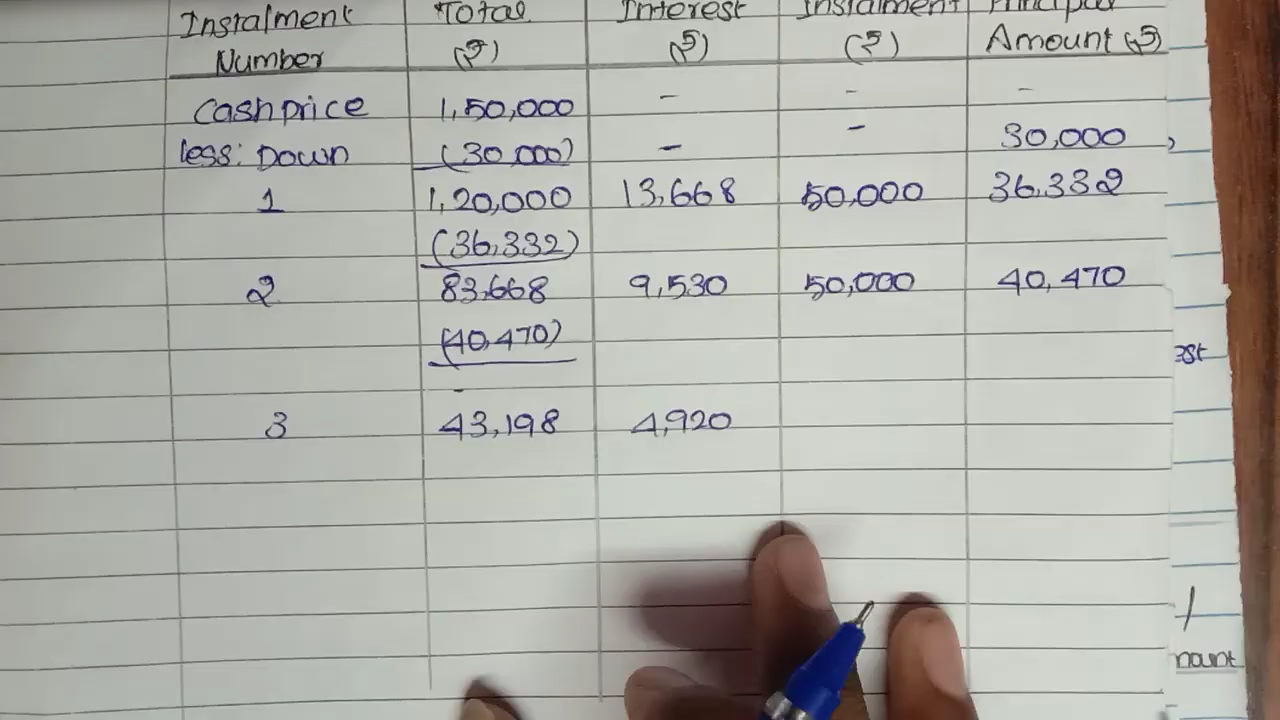 Instalment Total Interest Instalment Principal
Number (₹) (₹) (₹) Amount (₹)
Cash price 1,50,000 - - -
less: Down (30,000) - - 30,000
1 1,20,000 13,668 50,000 36,332
(36,332)
2 83,668 9,530 50,000 40,470
(40,470)
-
3 43,198 4,920